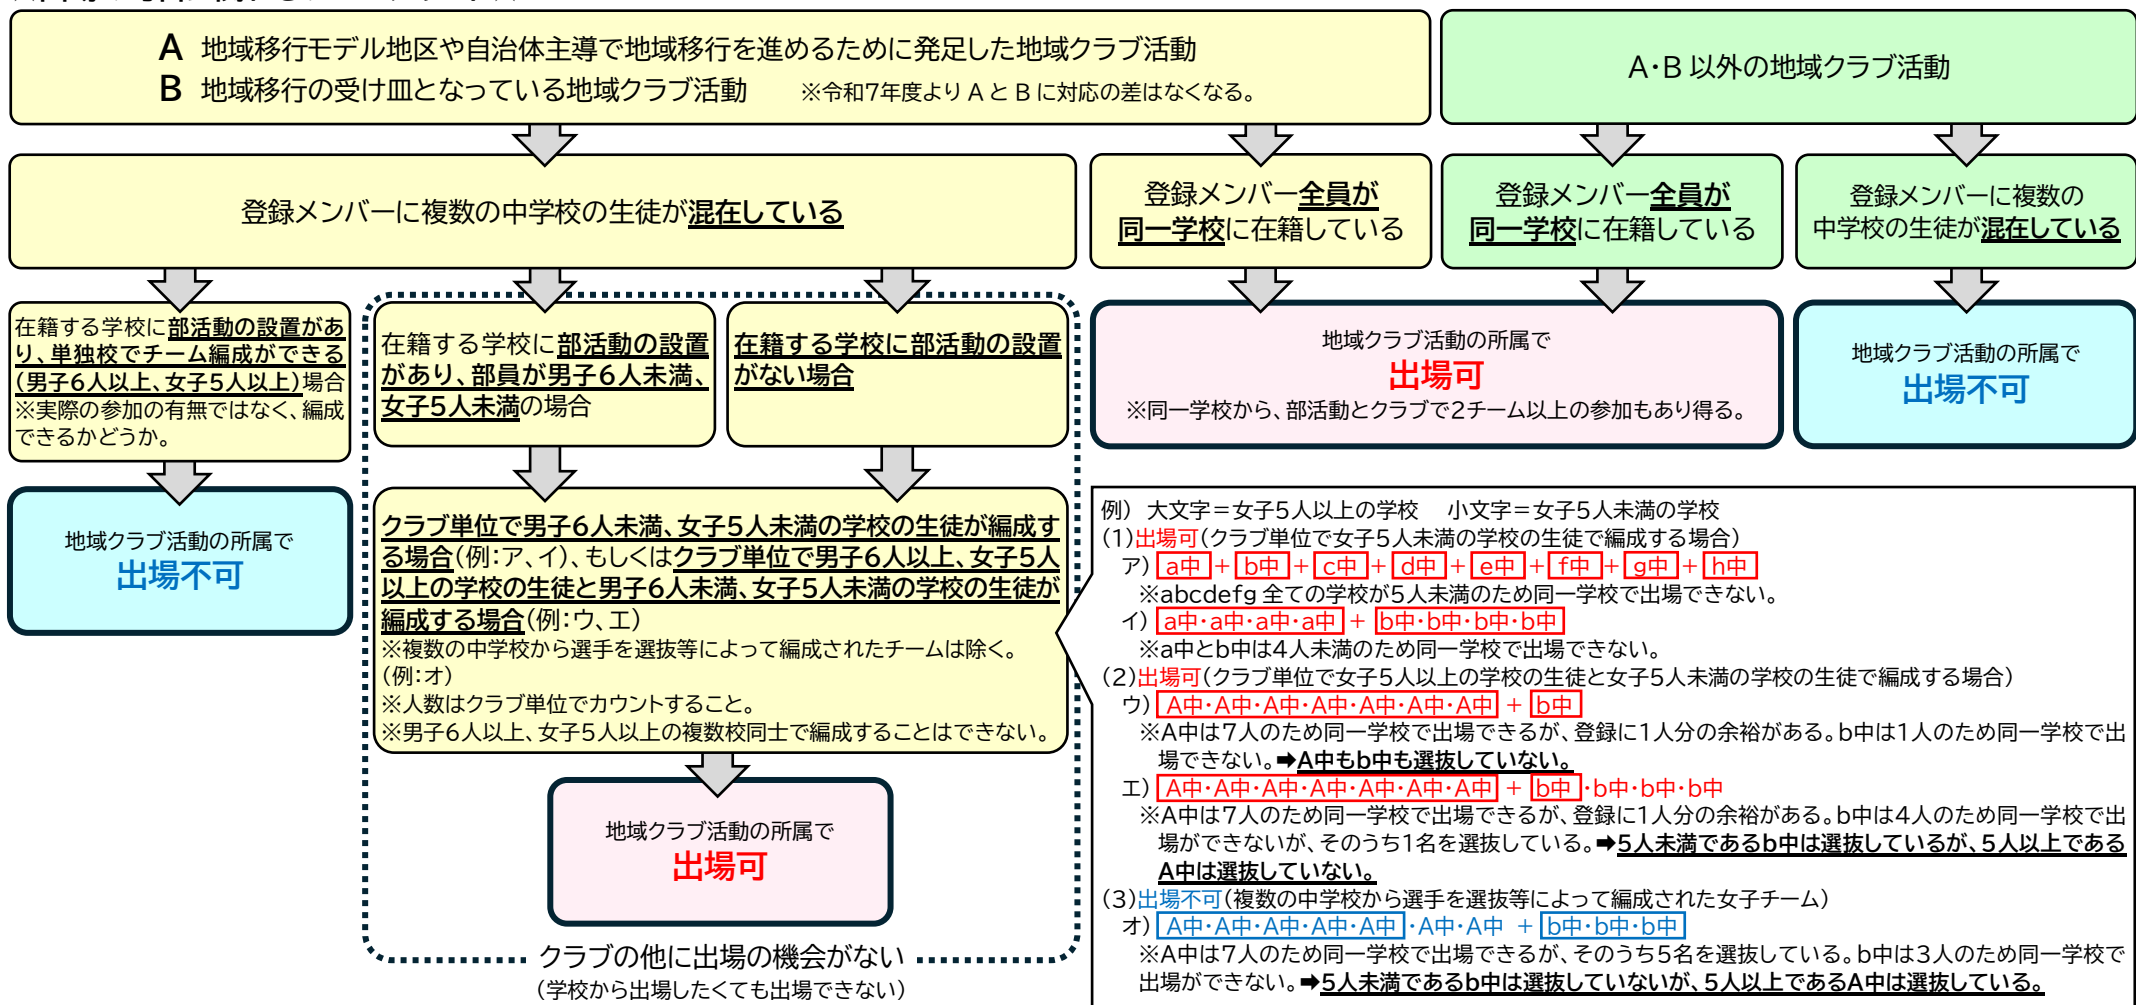 A 地域移行モデル地区や自治体主導で地域移行を進めるために発足した地域クラブ活動
B 地域移行の受け皿となっている地域クラブ活動 ※令和7年度よりAとBに対応の差はなくなる。
A・B以外の地域クラブ活動
登録メンバーに複数の中学校の生徒が混在している
登録メンバー全員が
同一学校に在籍している
登録メンバー全員が
同一学校に在籍している
登録メンバーに複数の
中学校の生徒が混在している
在籍する学校に部活動の設置があ
り、単独校でチーム編成ができる
(男子6人以上、女子5人以上)場合
※実際の参加の有無ではなく、編成
できるかどうか。
在籍する学校に部活動の設置
があり、部員が男子6人未満、
女子5人未満の場合
在籍する学校に部活動の設置
がない場合
地域クラブ活動の所属で
出場可
※同一学校から、部活動とクラブで2チーム以上の参加もあり得る。
地域クラブ活動の所属で
出場不可
地域クラブ活動の所属で
出場不可
クラブ単位で男子6人未満、女子5人未満の学校の生徒が編成す
る場合(例:ア、イ)、もしくはクラブ単位で男子6人以上、女子5人
以上の学校の生徒と男子6人未満、女子5人未満の学校の生徒が
編成する場合(例:ウ、エ)
※複数の中学校から選手を選抜等によって編成されたチームは除く。
(例:オ)
※人数はクラブ単位でカウントすること。
※男子6人以上、女子5人以上の複数校同士で編成することはできない。
地域クラブ活動の所属で
出場可
クラブの他に出場の機会がない
(学校から出場したくても出場できない)
例) 大文字=女子5人以上の学校 小文字=女子5人未満の学校
(1)出場可(クラブ単位で女子5人未満の学校の生徒で編成する場合)
ア) a中 + b中 + c中 + d中 + e中 + f中 + g中 + h中
※abcdefg全ての学校が5人未満のため同一学校で出場できない。
イ) a中・a中・a中・a中 + b中・b中・b中・b中
※a中とb中は4人未満のため同一学校で出場できない。
(2)出場可(クラブ単位で女子5人以上の学校の生徒と女子5人未満の学校の生徒で編成する場合)
ウ) A中・A中・A中・A中・A中・A中・A中 + b中
※A中は7人のため同一学校で出場できるが、登録に1人分の余裕がある。b中は1人のため同一学校で出
場できない。➡A中もb中も選抜していない。
エ) A中・A中・A中・A中・A中・A中・A中 + b中・b中・b中・b中
※A中は7人のため同一学校で出場できるが、登録に1人分の余裕がある。b中は4人のため同一学校で出
場ができないが、そのうち1名を選抜している。➡5人未満であるb中は選抜しているが、5人以上である
A中は選抜していない。
(3)出場不可(複数の中学校から選手を選抜等によって編成された女子チーム)
オ) A中・A中・A中・A中・A中・A中・A中 + b中・b中・b中
※A中は7人のため同一学校で出場できるが、そのうち5名を選抜している。b中は3人のため同一学校で
出場ができない。➡5人未満であるb中は選抜していないが、5人以上であるA中は選抜している。